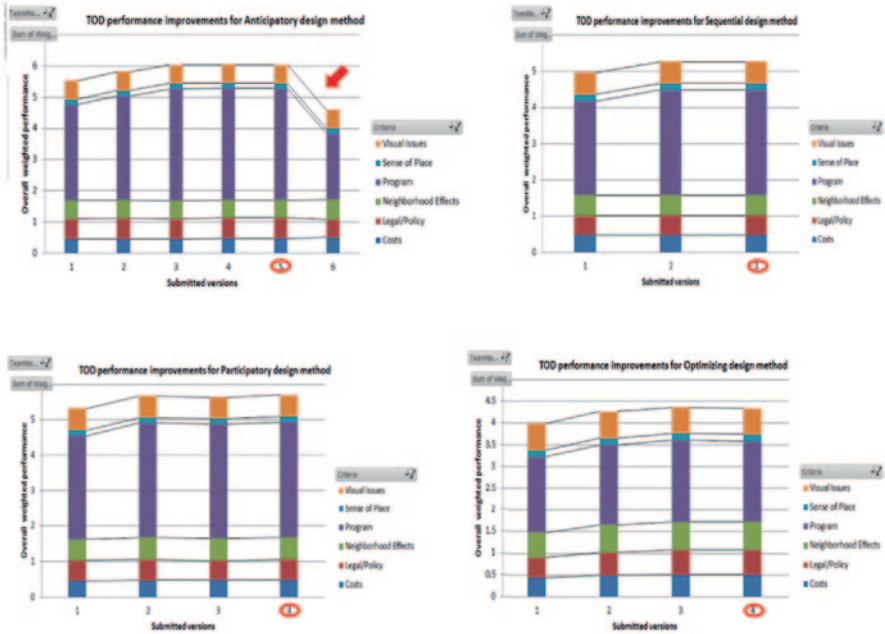 TeamNa...
TOD performance improvements for Anticipatory design method
Sum of Weig...
Overall weighted performance
6
5
4
3
2
1
0
1 2 3 4 5 6
Submitted versions
Criteria
Visual Issues
Sense of Place
Program
Neighborhood Effects
Legal/Policy
Costs
TeamNa...
TOD performance improvements for Sequential design method
Sum of Weig...
Overall weighted performance
5
4
3
2
1
0
1 2 3
Submitted versions
Criteria
Visual Issues
Sense of Place
Program
Neighborhood Effects
Legal/Policy
Costs
TeamNa...
TOD performance improvements for Participatory design method
Sum of Weig...
Overall weighted performance
5
4
3
2
1
0
1 2 3 4
Submitted versions
Criteria
Visual Issues
Sense of Place
Program
Neighborhood Effects
Legal/Policy
Costs
TeamNa...
TOD performance improvements for Optimizing design method
Sum of Weig...
Overall weighted performance
4.5
4
3.5
3
2.5
2
1.5
1
0.5
0
1 2 3 4
Submitted versions
Criteria
Visual Issues
Sense of Place
Program
Neighborhood Effects
Legal/Policy
Costs